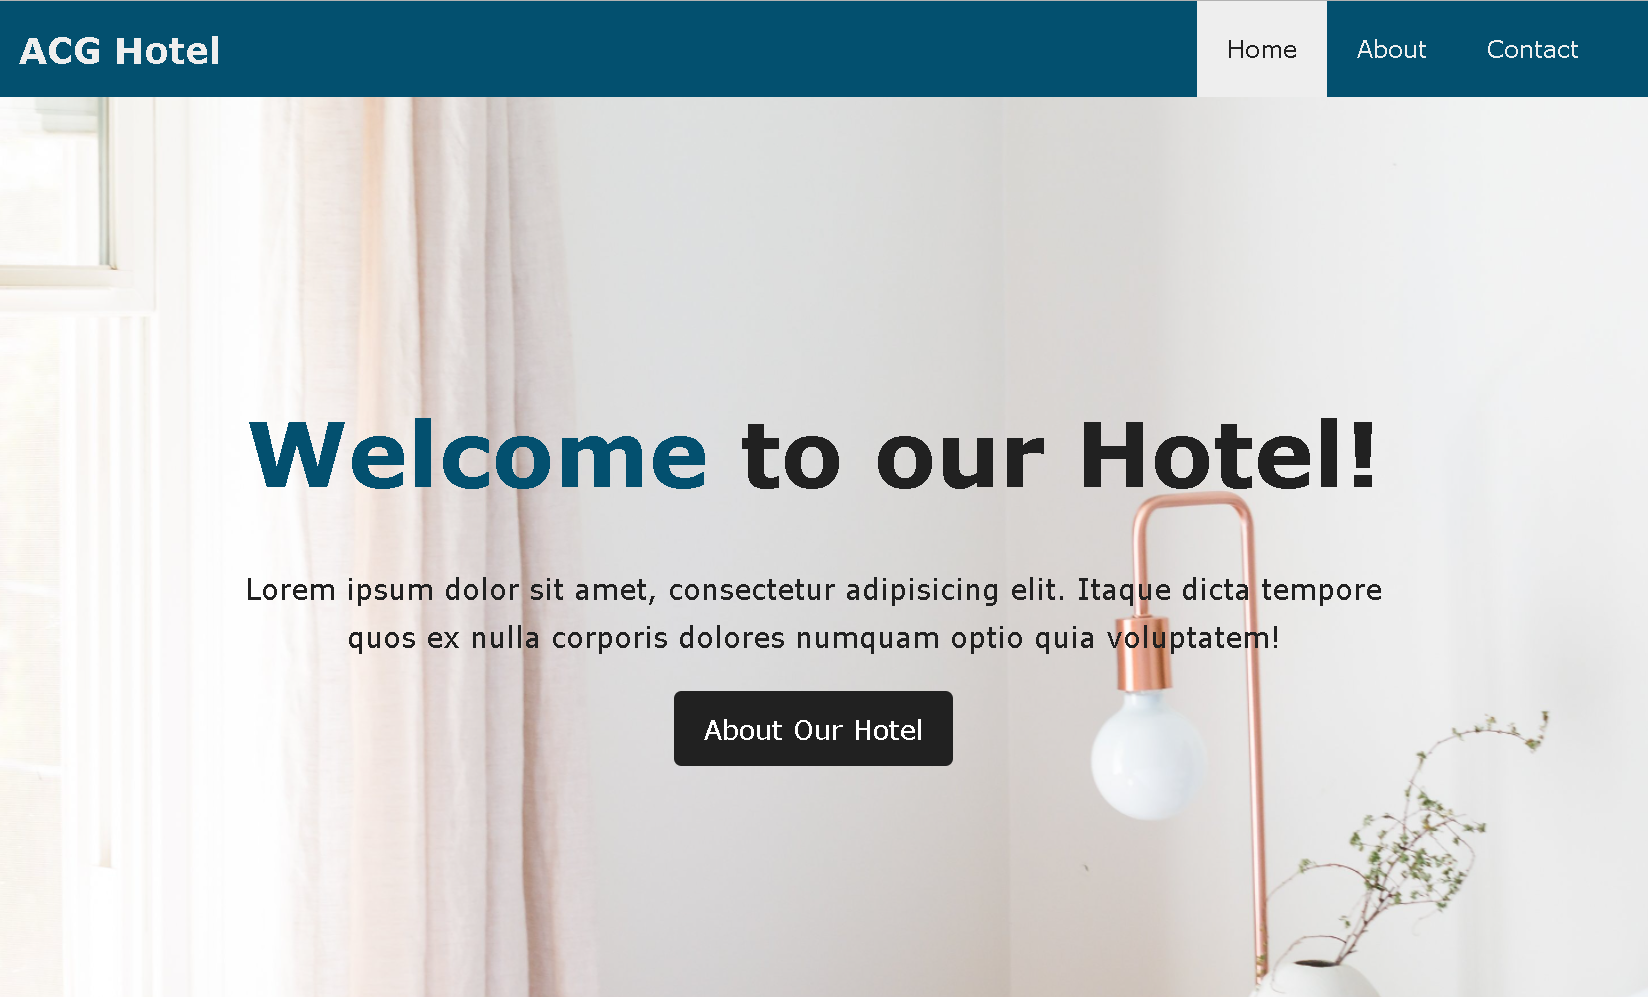 ACG Hotel
Home
About
Contact
Welcome to our Hotel!
Lorem ipsum dolor sit amet, consectetur adipisicing elit. Itaque dicta tempore
quos ex nulla corporis dolores numquam optio quia voluptatem!
About Our Hotel